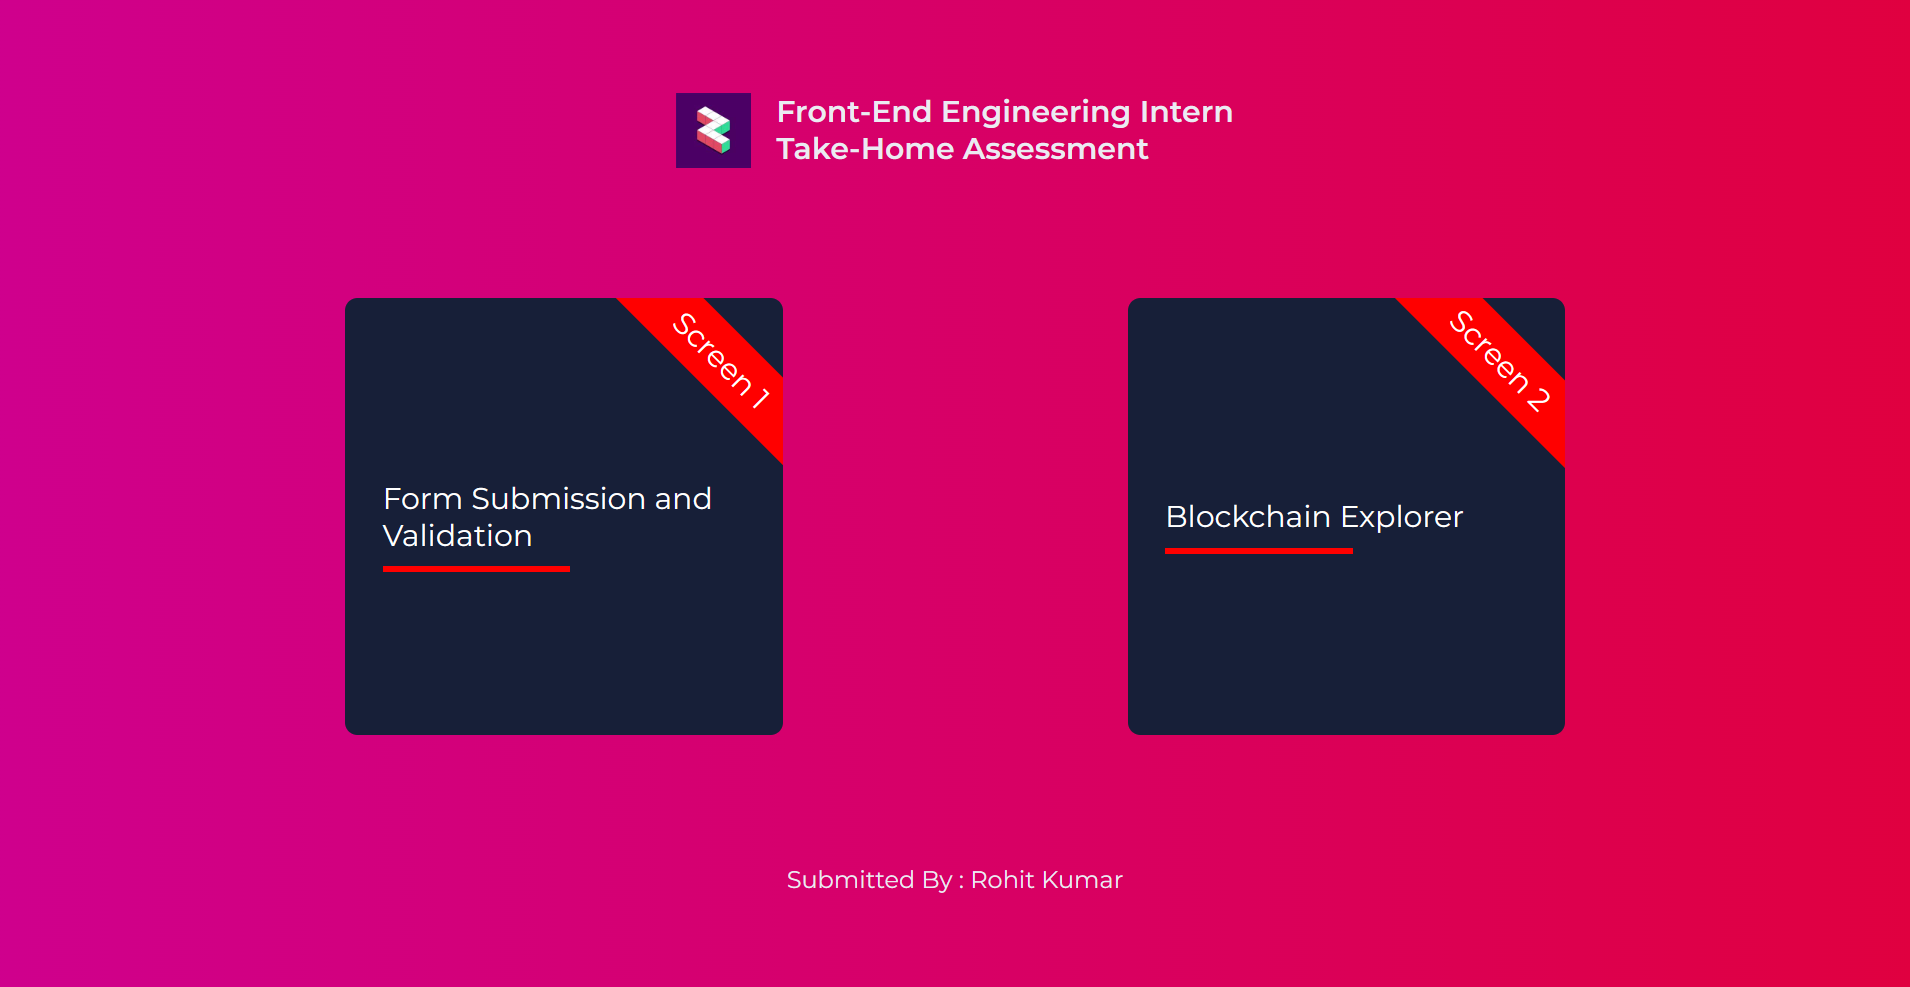 Front-End Engineering Intern
Take-Home Assessment
Screen 1
Form Submission and
Validation
Screen 2
Blockchain Explorer
Submitted By : Rohit Kumar